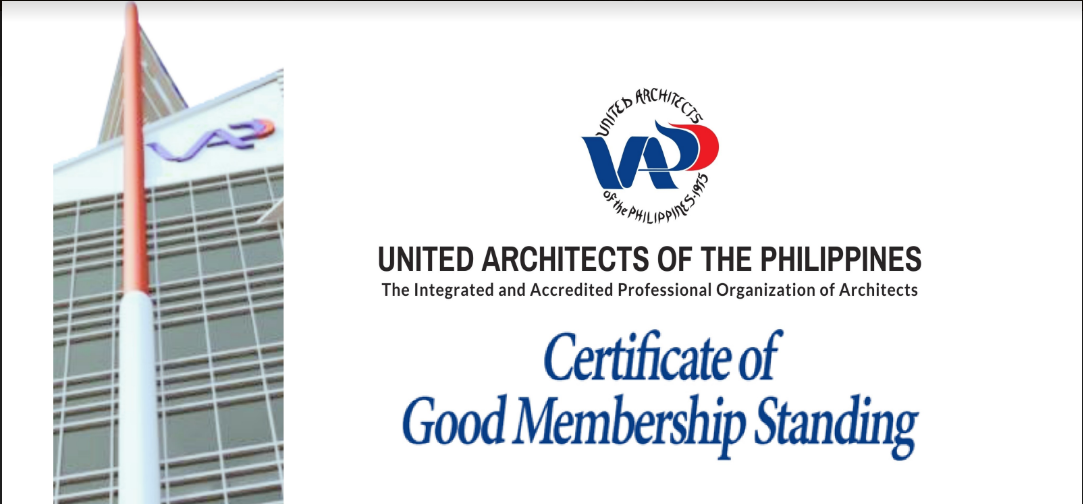 UAP
UNITED ARCHITECTS
UAP
of the PHILIPPINES·1975
UNITED ARCHITECTS OF THE PHILIPPINES
The Integrated and Accredited Professional Organization of Architects
Certificate of
Good Membership Standing